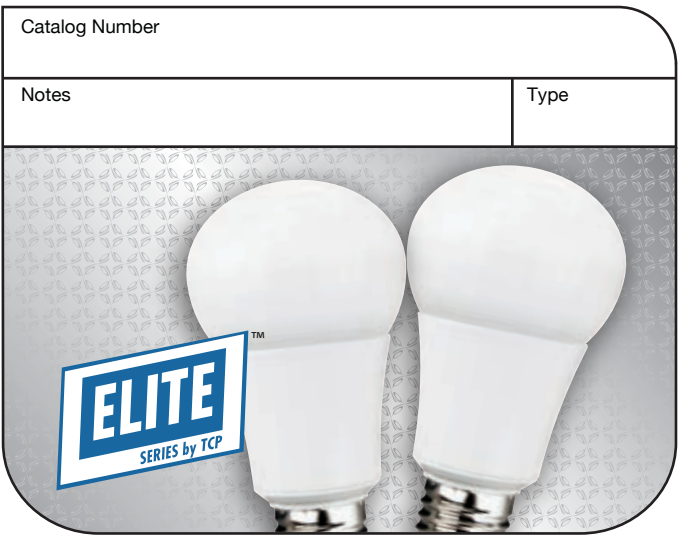 Catalog Number
Notes
Type
ELITE
™
SERIES by TCP